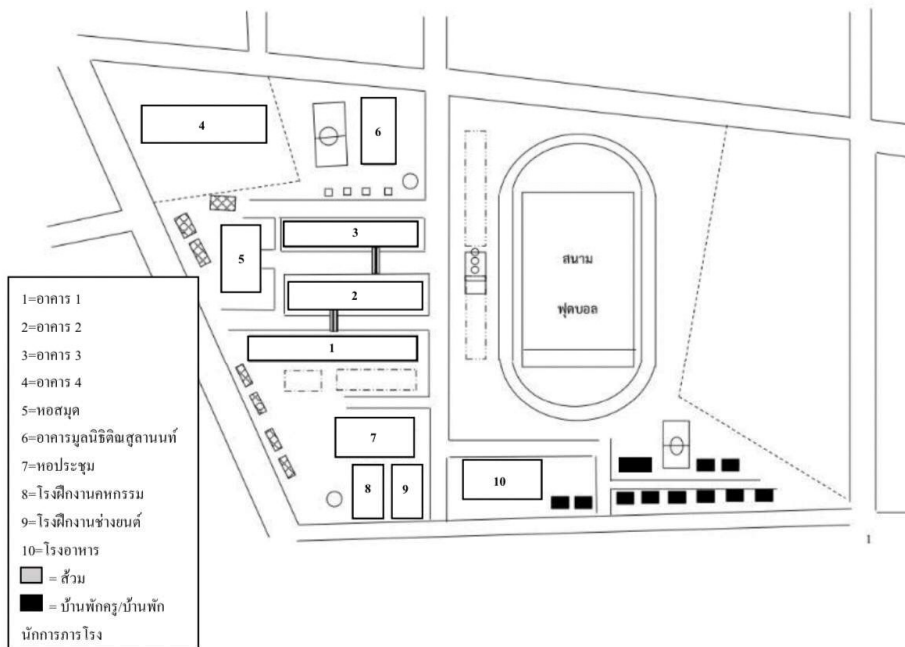 4
6
3
5
2
1
7
8
9
10
สนาม
ฟุตบอล
1
1=อาคาร 1
2=อาคาร 2
3=อาคาร 3
4=อาคาร 4
5=หอสมุด
6=อาคารมูลนิธิติณสูลานนท์
7=หอประชุม
8=โรงฝึกงานคหกรรม
9=โรงฝึกงานช่างยนต์
10=โรงอาหาร
= ส้วม
= บ้านพักครู/บ้านพัก
นักการภารโรง